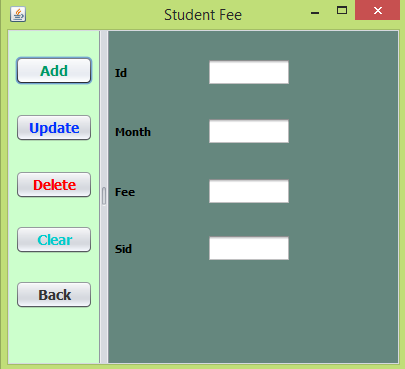 Student Fee
Add
Update
Delete
Clear
Back
Id
Month
Fee
Sid